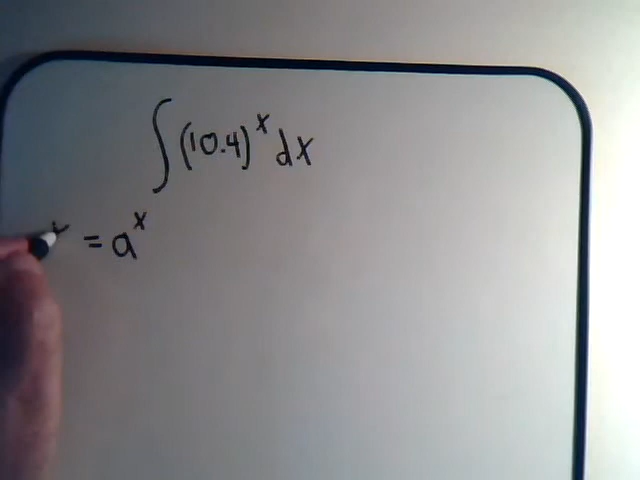 ∫(10.4)^x dx
= a^x